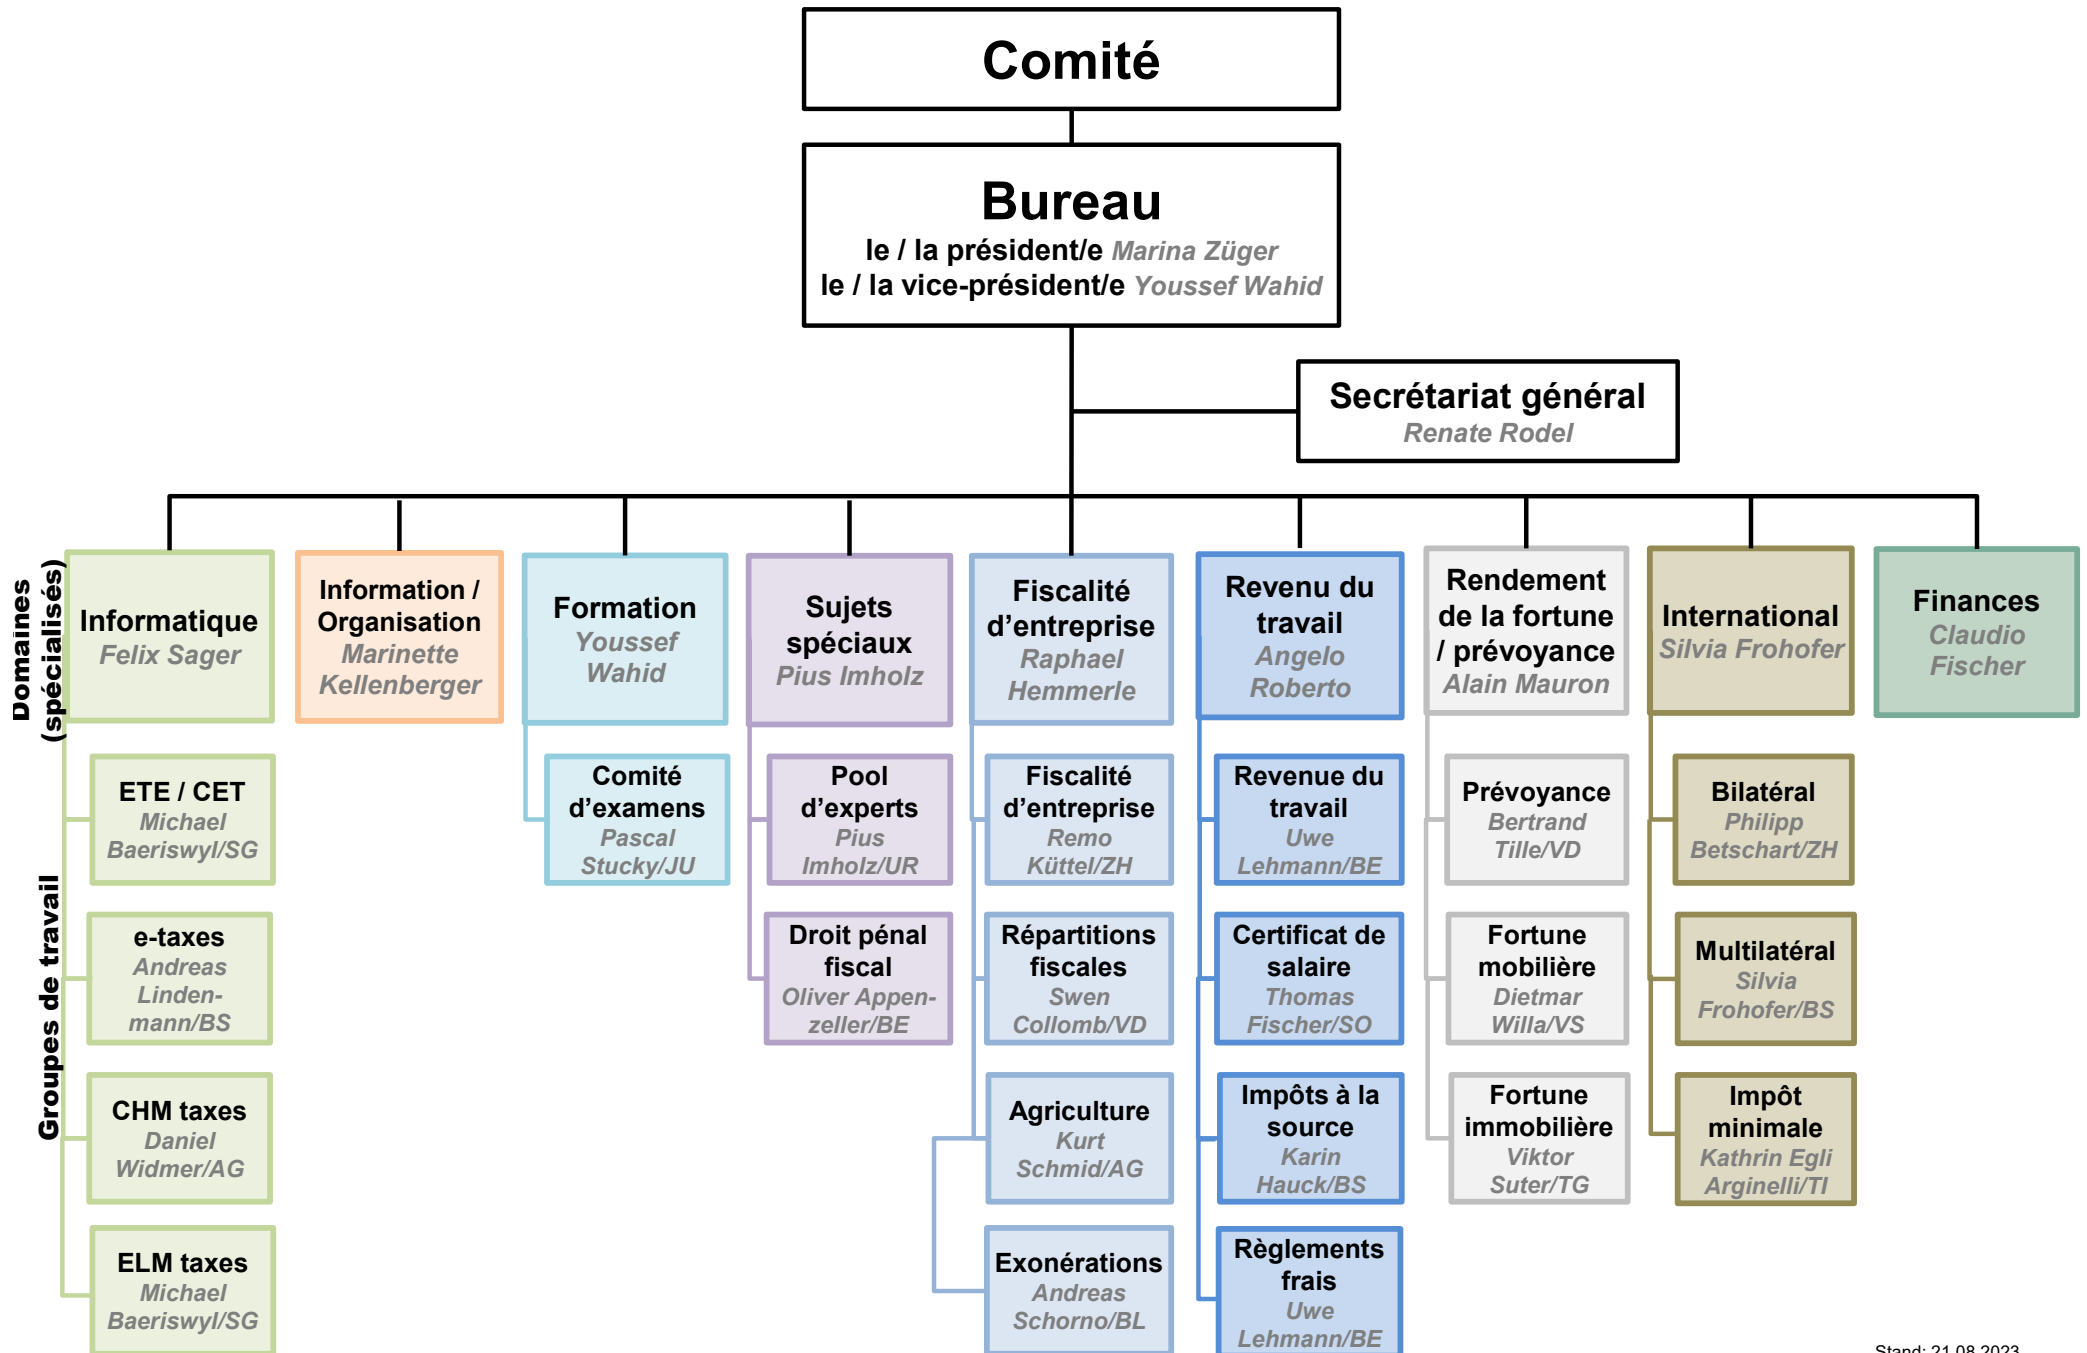 Comité
Bureau
le / la président/e Marina Züger
le / la vice-président/e Youssef Wahid
Secrétariat général
Renate Rodel
Domaines
(spécialisés)
Informatique
Felix Sager
Information /
Organisation
Marinette
Kellenberger
Formation
Youssef
Wahid
Sujets
spéciaux
Pius Imholz
Fiscalité
d'entreprise
Raphael
Hemmerle
Revenu du
travail
Angelo
Roberto
Rendement
de la fortune
/ prévoyance
Alain Mauron
International
Silvia Frohofer
Finances
Claudio
Fischer
Groupes de travail
ETE / CET
Michael
Baeriswyl/SG
e-taxes
Andreas
Linden-
mann/BS
CHM taxes
Daniel
Widmer/AG
ELM taxes
Michael
Baeriswyl/SG
Comité
d'examens
Pascal
Stucky/JU
Pool
d'experts
Pius
Imholz/UR
Droit pénal
fiscal
Oliver Appen-
zeller/BE
Fiscalité
d'entreprise
Remo
Küttel/ZH
Répartitions
fiscales
Swen
Collomb/VD
Agriculture
Kurt
Schmid/AG
Exonérations
Andreas
Schorno/BL
Revenue du
travail
Uwe
Lehmann/BE
Certificat de
salaire
Thomas
Fischer/SO
Impôts à la
source
Karin
Hauck/BS
Règlements
frais
Uwe
Lehmann/BE
Prévoyance
Bertrand
Tille/VD
Fortune
mobilière
Dietmar
Willa/VS
Fortune
immobilière
Viktor
Suter/TG
Bilatéral
Philipp
Betschart/ZH
Multilatéral
Silvia
Frohofer/BS
Impôt
minimale
Kathrin Egli
Arginelli/TI
Stand: 21.08.2023